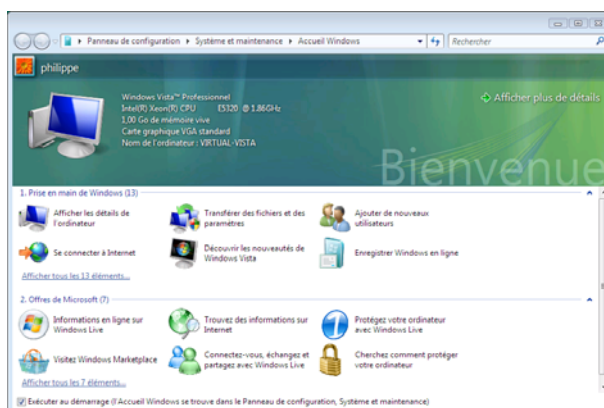 Panneau de configuration ▸ Système et maintenance ▸ Accueil Windows
Rechercher
philippe
Windows Vista™ Professionnel
Intel(R) Xeon(R) CPU E5320 @ 1.86GHz
1,00 Go de mémoire vive
Carte graphique VGA standard
Nom de l'ordinateur : VIRTUAL-VISTA
Afficher plus de détails
Bienvenue
1. Prise en main de Windows (13)
Afficher les détails de l'ordinateur
Transférer des fichiers et des paramètres
Ajouter de nouveaux utilisateurs
Se connecter à Internet
Découvrir les nouveautés de Windows Vista
Enregistrer Windows en ligne
Afficher tous les 13 éléments...
2. Offres de Microsoft (7)
Informations en ligne sur Windows Live
Trouvez des informations sur Internet
Protégez votre ordinateur avec Windows Live
Visitez Windows Marketplace
Connectez-vous, échangez et partagez avec Windows Live
Cherchez comment protéger votre ordinateur
Afficher tous les 7 éléments...
Exécuter au démarrage (l'Accueil Windows se trouve dans le Panneau de configuration, Système et maintenance)